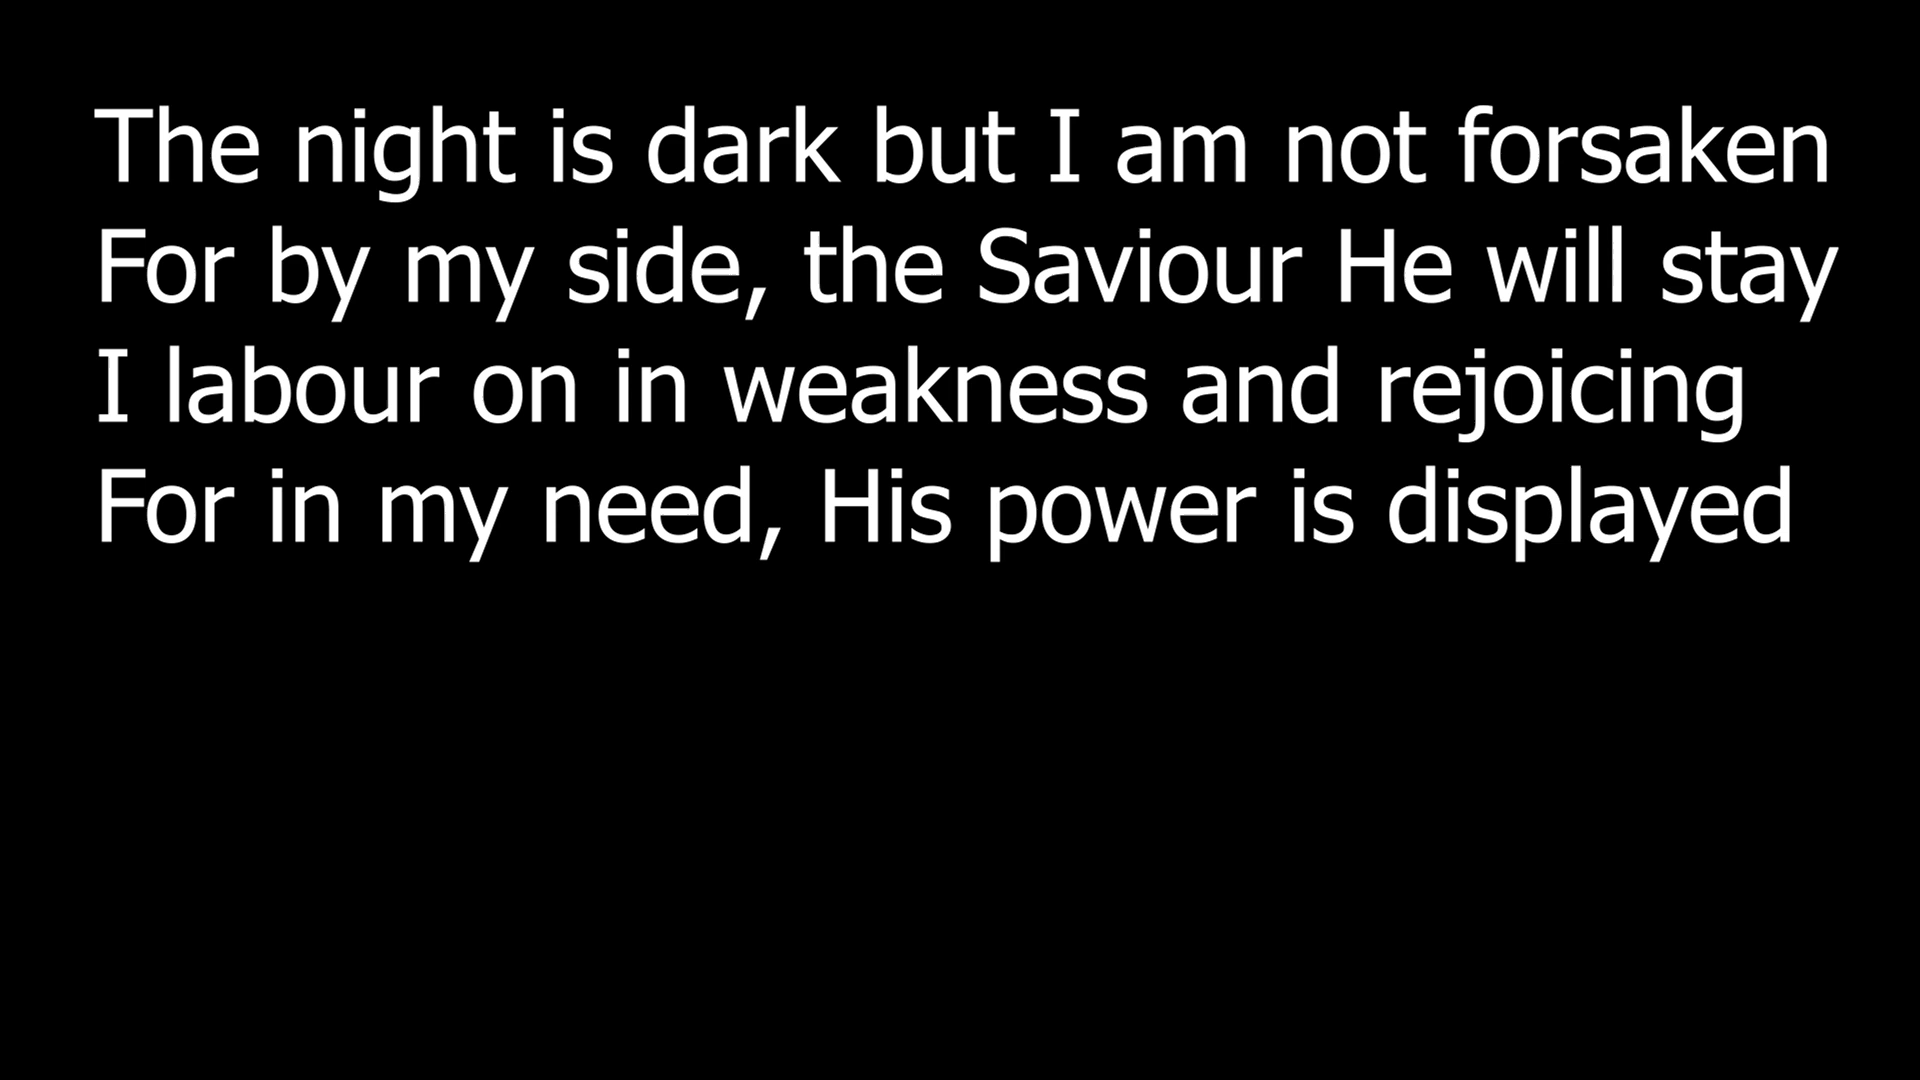 The night is dark but I am not forsaken
For by my side, the Saviour He will stay
I labour on in weakness and rejoicing
For in my need, His power is displayed